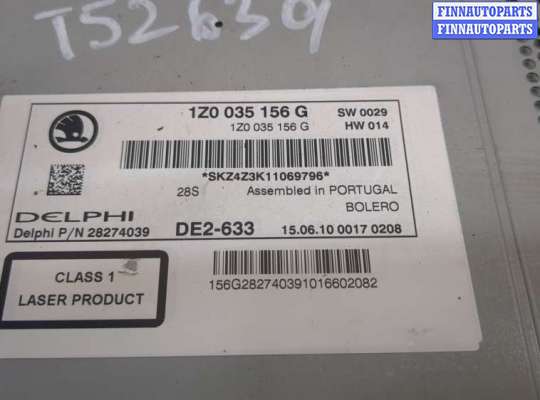 FINNAUTOPARTS
FINNAUTOPARTS
T52639
1Z0 035 156 G SW 0029
1Z0 035 156 G HW 014
*SKZ4Z3K11069796*
28S Assembled in PORTUGAL
BOLERO
DELPHI
Delphi P/N 28274039 DE2-633 15.06.10 0017 0208
CLASS 1
LASER PRODUCT
156G282740391016602082